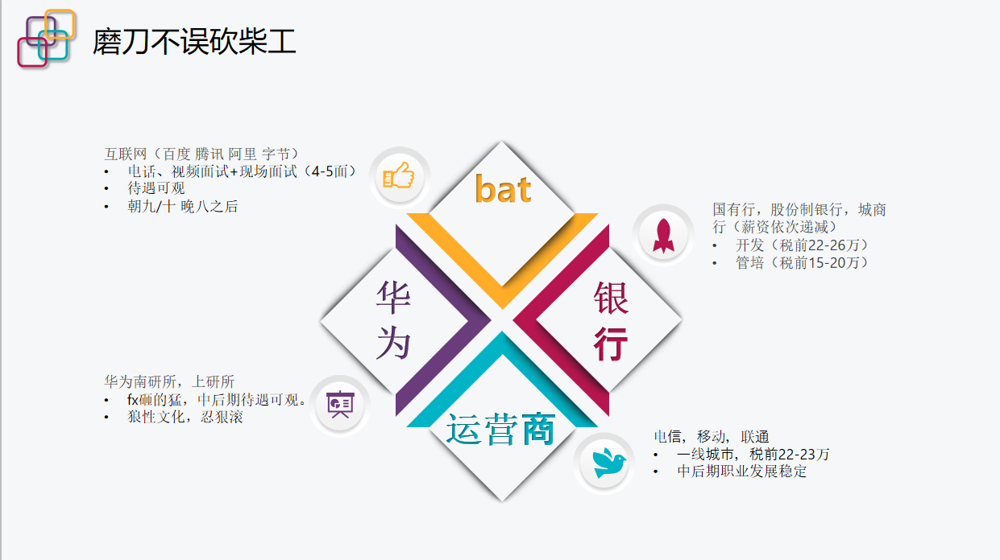 磨刀不误砍柴工
互联网（百度 腾讯 阿里 字节）
• 电话、视频面试+现场面试（4-5面）
• 待遇可观
• 朝九/十 晚八之后
bat
国有行，股份制银行，城商
行（薪资依次递减）
• 开发（税前22-26万）
• 管培（税前15-20万）
华
为
银
行
华为南研所，上研所
• fx砸的猛，中后期待遇可观。
• 狼性文化，忍狠滚
运营商
电信，移动，联通
• 一线城市，税前22-23万
• 中后期职业发展稳定